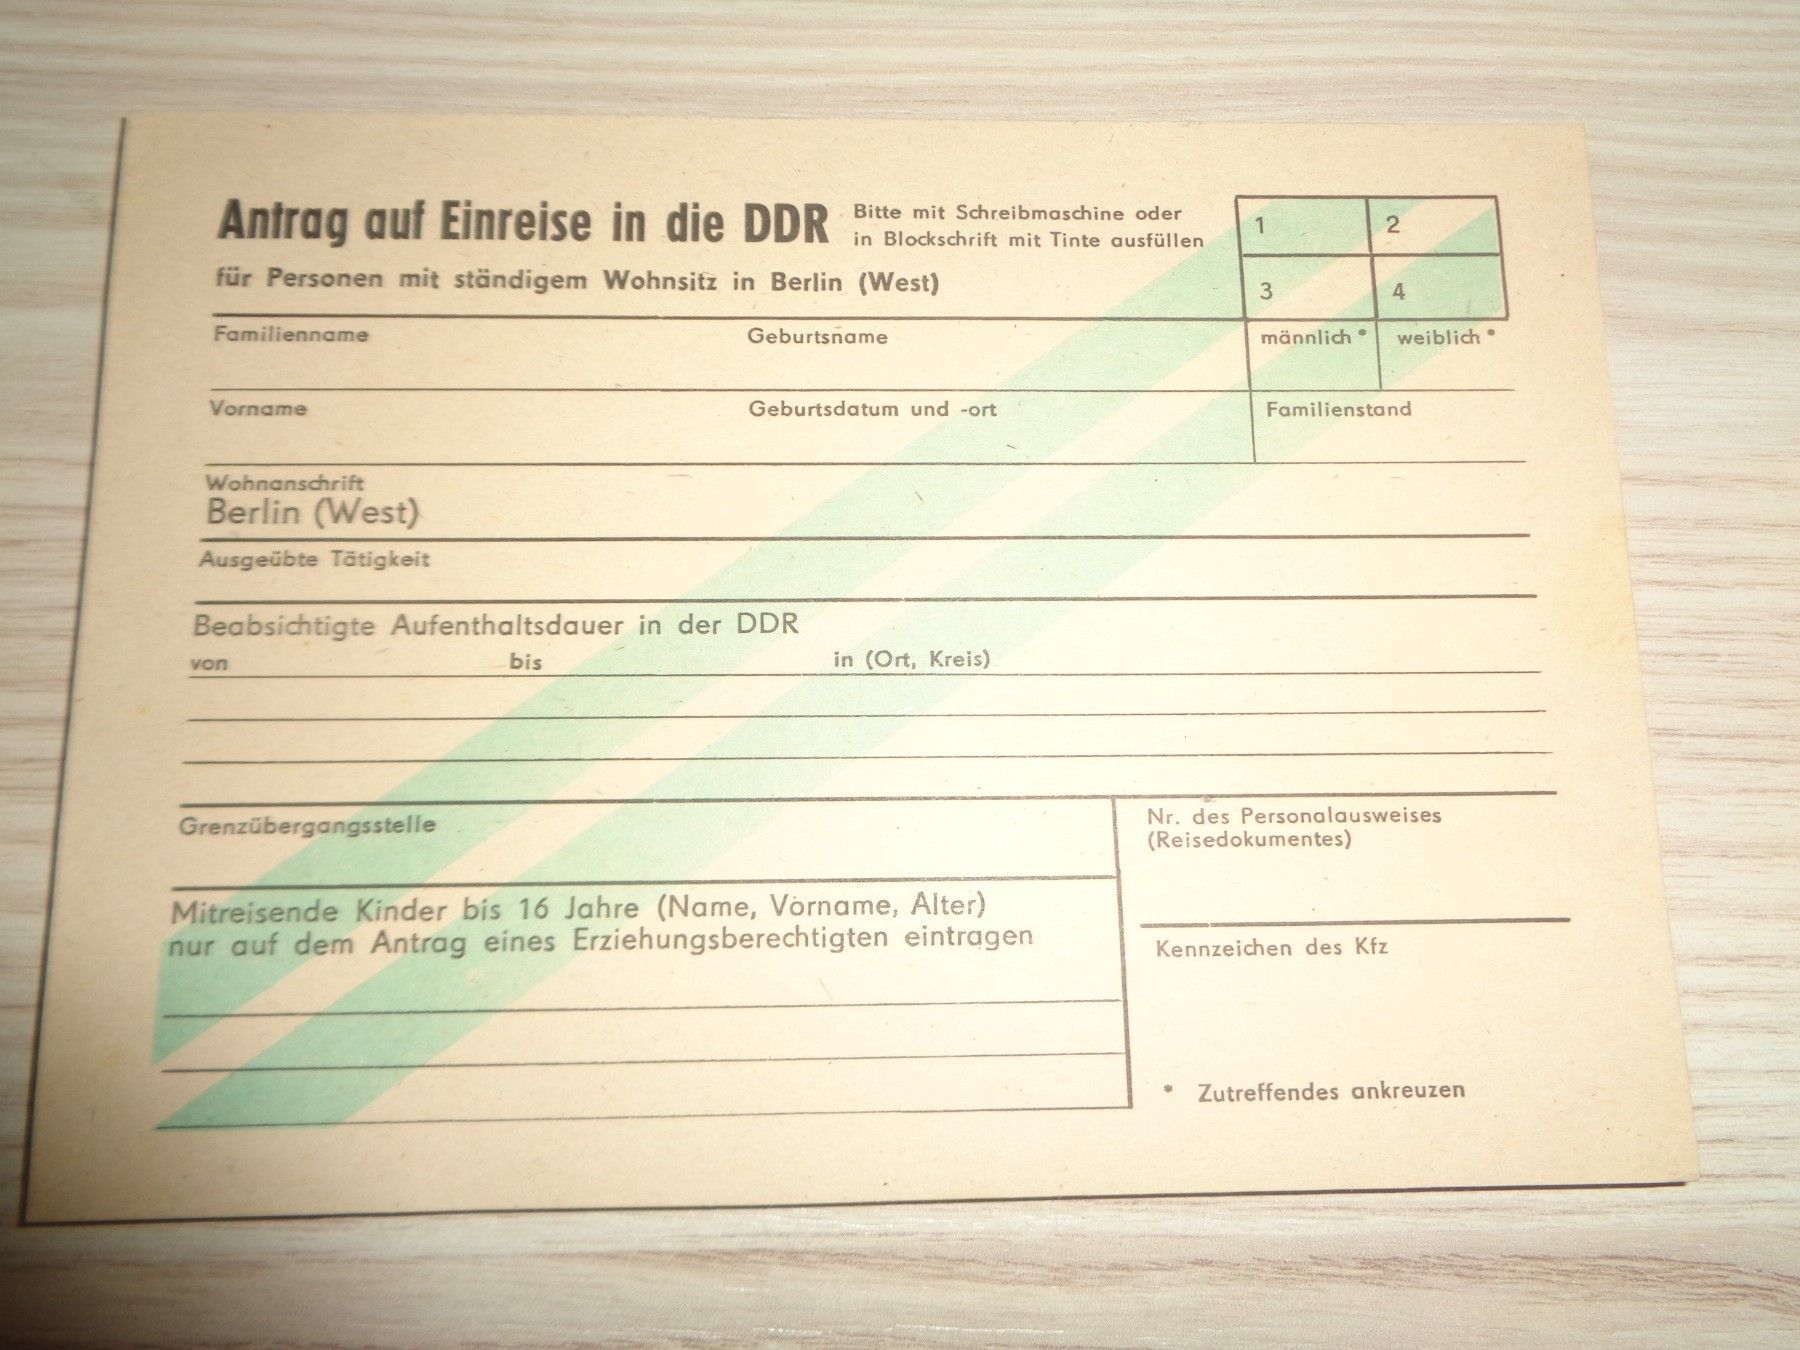 Antrag auf Einreise in die DDR
Bitte mit Schreibmaschine oder
in Blockschrift mit Tinte ausfüllen
für Personen mit ständigem Wohnsitz in Berlin (West)
1 2
3 4
Familienname Geburtsname männlich * weiblich *
Vorname Geburtsdatum und -ort Familienstand
Wohnanschrift
Berlin (West)
Ausgeübte Tätigkeit
Beabsichtigte Aufenthaltsdauer in der DDR
von bis in (Ort, Kreis)
Grenzübergangsstelle
Nr. des Personalausweises
(Reisedokumentes)
Mitreisende Kinder bis 16 Jahre (Name, Vorname, Alter)
nur auf dem Antrag eines Erziehungsberechtigten eintragen
Kennzeichen des Kfz
* Zutreffendes ankreuzen